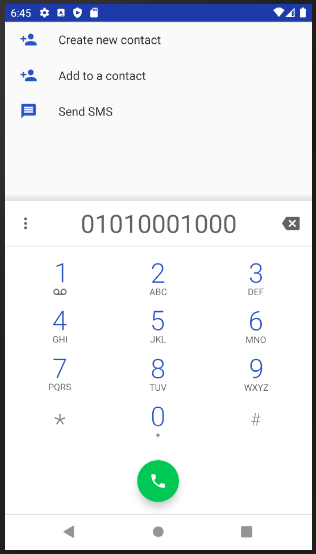 6:45
Create new contact
Add to a contact
Send SMS
01010001000
1 2 3
ABC DEF
4 5 6
GHI JKL MNO
7 8 9
PQRS TUV WXYZ
* 0 #
+